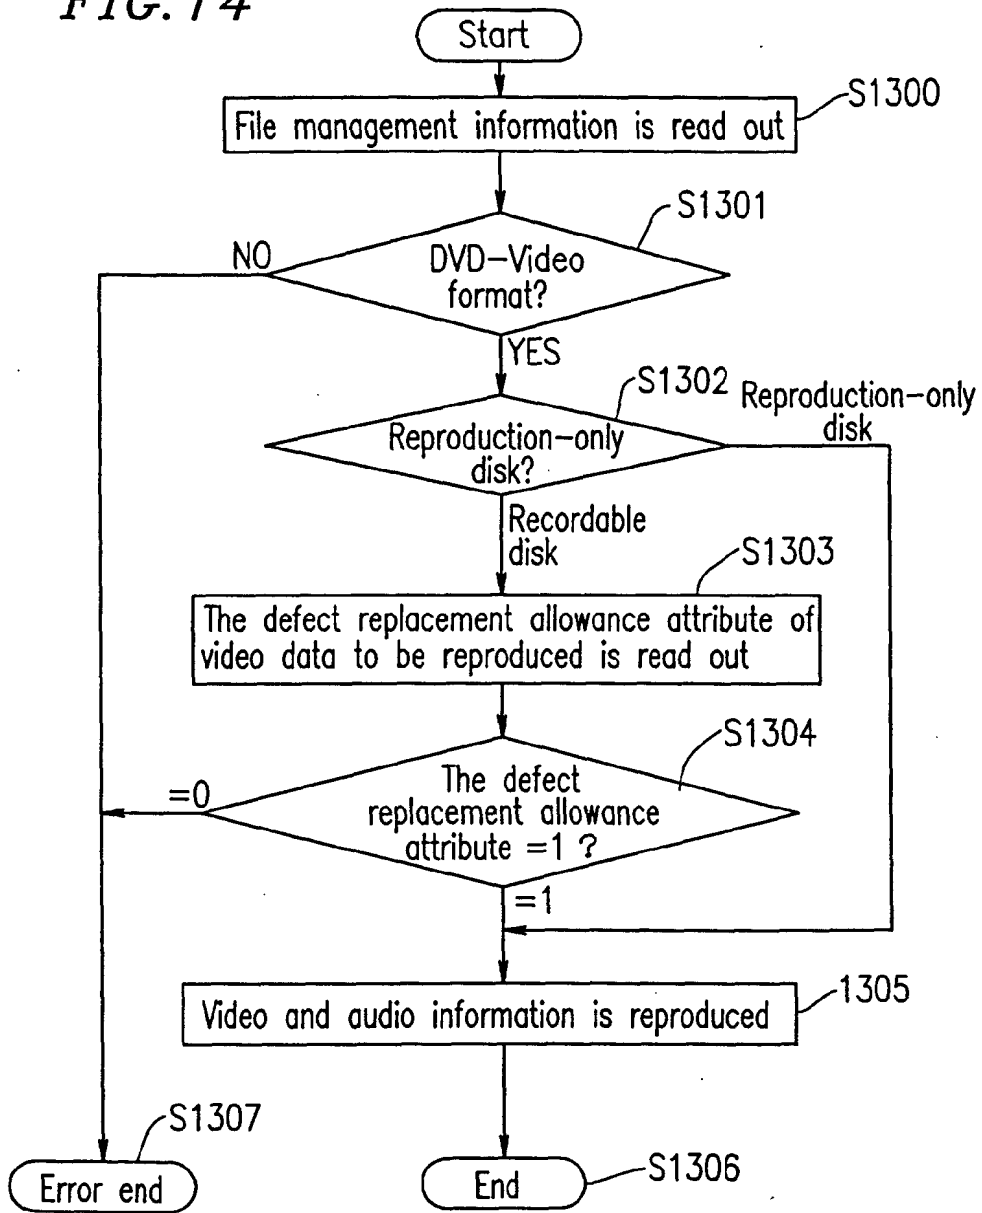 FIG. 14
Start
S1300
File management information is read out
S1301
NO
DVD-Video
format?
YES
S1302
Reproduction-only
disk
Reproduction-only
disk?
Recordable
disk
S1303
The defect replacement allowance attribute of
video data to be reproduced is read out
S1304
=0
The defect
replacement allowance
attribute =1 ?
=1
1305
Video and audio information is reproduced
S1307
Error end
End
S1306